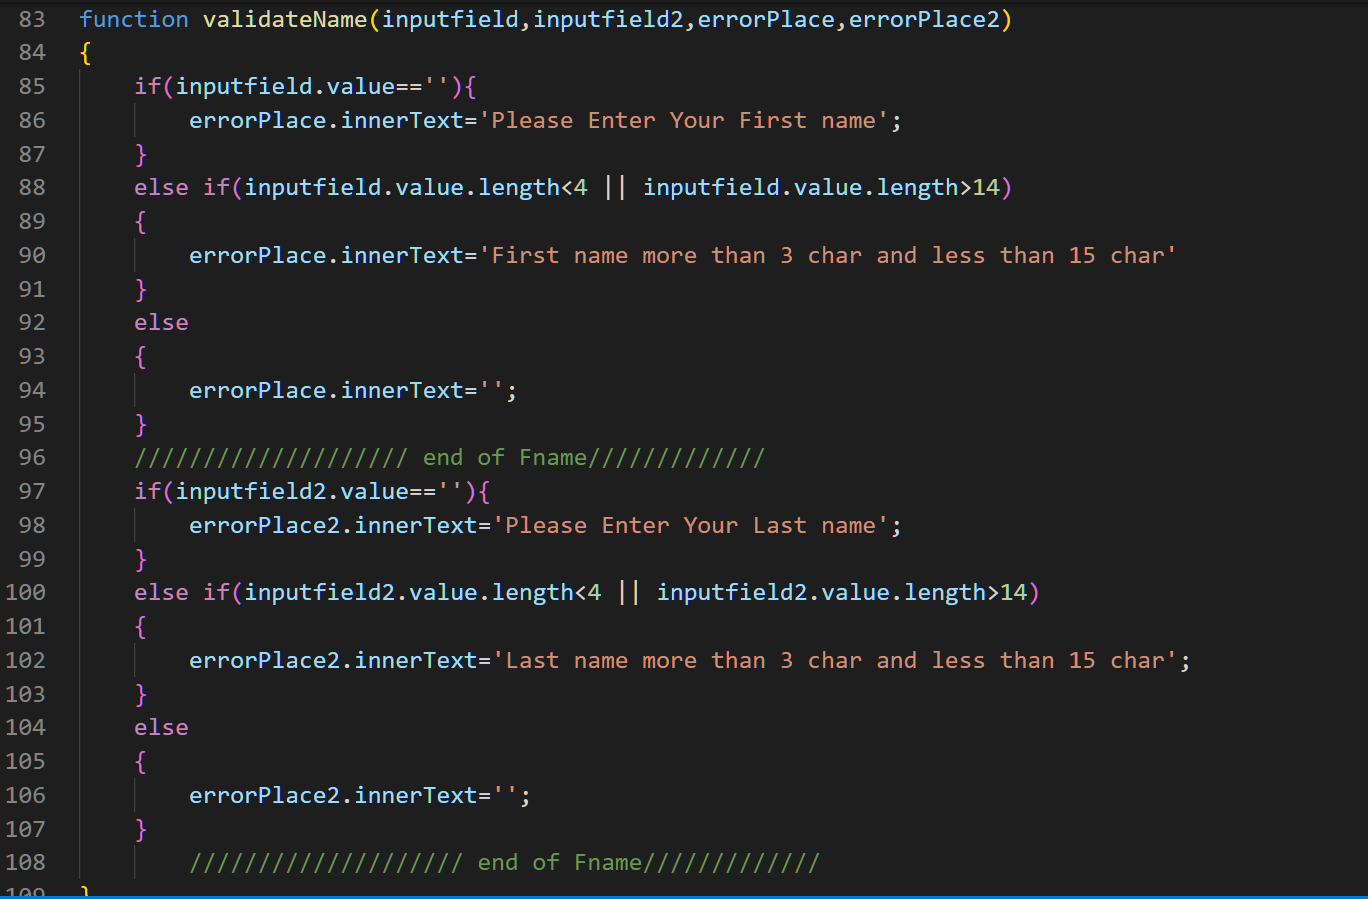 83 function validateName(inputfield,inputfield2,errorPlace,errorPlace2)
84 {
85     if(inputfield.value==''){
86         errorPlace.innerText='Please Enter Your First name';
87     }
88     else if(inputfield.value.length<4 || inputfield.value.length>14)
89     {
90         errorPlace.innerText='First name more than 3 char and less than 15 char'
91     }
92     else
93     {
94         errorPlace.innerText='';
95     }
96     //////////////////// end of Fname/////////////
97     if(inputfield2.value==''){
98         errorPlace2.innerText='Please Enter Your Last name';
99     }
100     else if(inputfield2.value.length<4 || inputfield2.value.length>14)
101     {
102         errorPlace2.innerText='Last name more than 3 char and less than 15 char';
103     }
104     else
105     {
106         errorPlace2.innerText='';
107     }
108         //////////////////// end of Fname/////////////
109 }